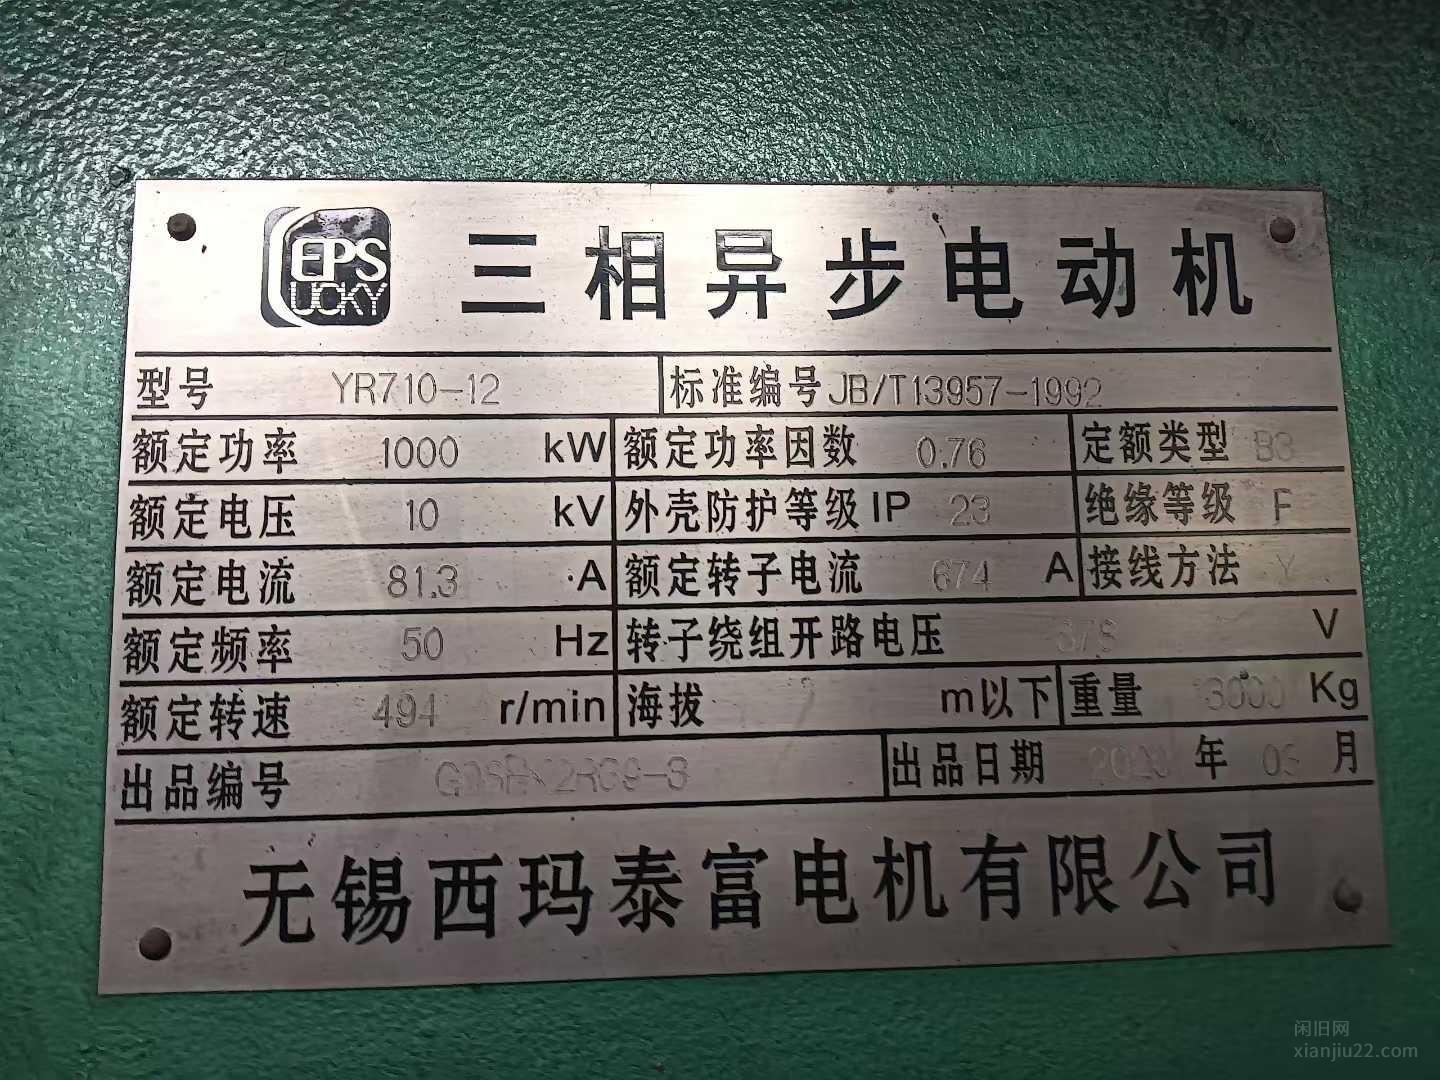 EPS
LUCKY
三相异步电动机
型号 YR710-12 标准编号 JB/T13957-1992
额定功率 1000 kW 额定功率因数 0.76 定额类型 B3
额定电压 10 kV 外壳防护等级 IP 23 绝缘等级 F
额定电流 81.3 A 额定转子电流 674 A 接线方法 Y
额定频率 50 Hz 转子绕组开路电压 V
额定转速 494 r/min 海拔 m以下 重量 Kg
出品编号 出品日期 年 月
无锡西玛泰富电机有限公司
闲旧网
xianjiu22.com